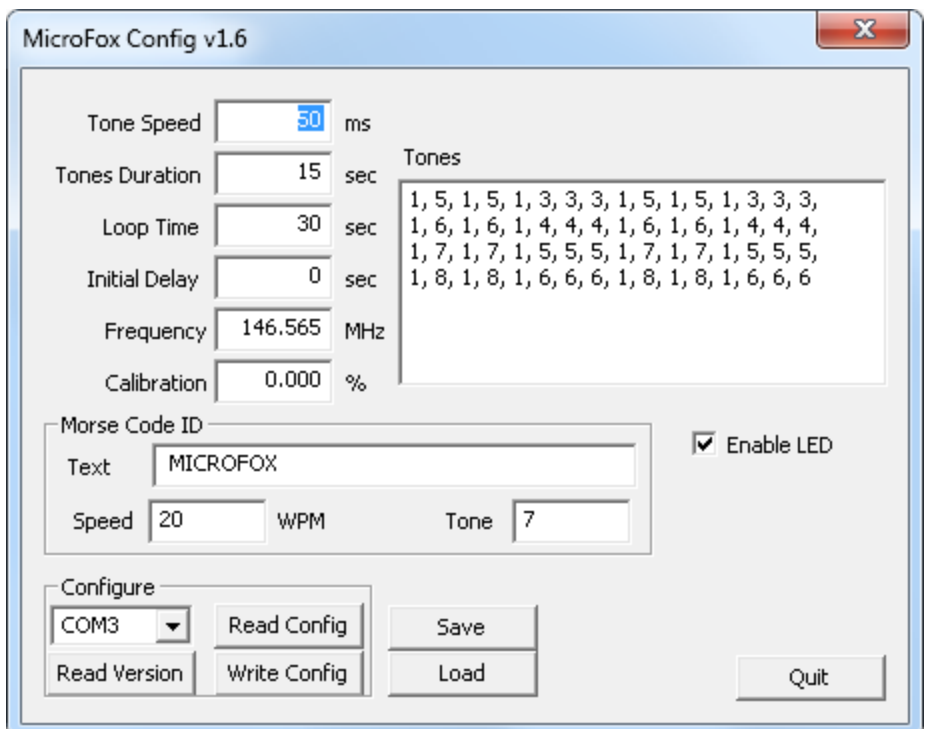 MicroFox Config v1.6
Tone Speed 50 ms
Tones Duration 15 sec
Loop Time 30 sec
Initial Delay 0 sec
Frequency 146.565 MHz
Calibration 0.000 %
Tones
1, 5, 1, 5, 1, 3, 3, 3, 1, 5, 1, 5, 1, 3, 3, 3,
1, 6, 1, 6, 1, 4, 4, 4, 1, 6, 1, 6, 1, 4, 4, 4,
1, 7, 1, 7, 1, 5, 5, 5, 1, 7, 1, 7, 1, 5, 5, 5,
1, 8, 1, 8, 1, 6, 6, 6, 1, 8, 1, 8, 1, 6, 6, 6
Morse Code ID
Text MICROFOX
Speed 20 WPM Tone 7
Enable LED
Configure
COM3 Read Config Save
Read Version Write Config Load
Quit